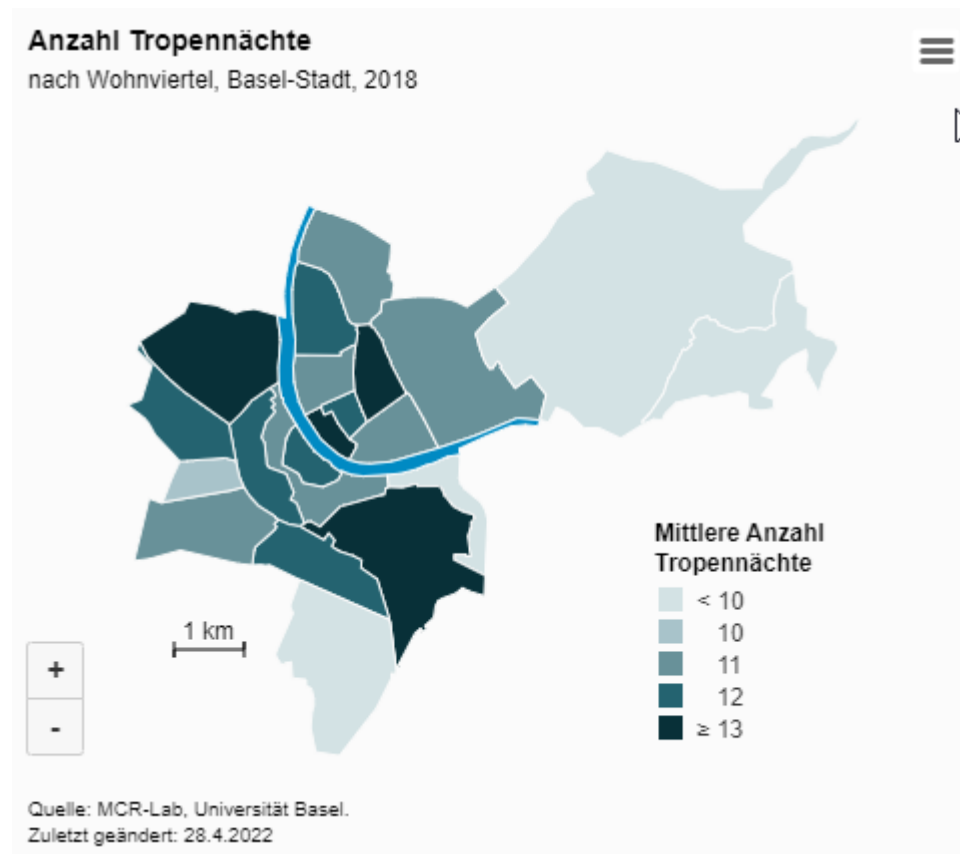 Anzahl Tropennächte
nach Wohnviertel, Basel-Stadt, 2018
Mittlere Anzahl
Tropennächte
< 10
10
11
12
≥ 13
1 km
+
-
Quelle: MCR-Lab, Universität Basel.
Zuletzt geändert: 28.4.2022